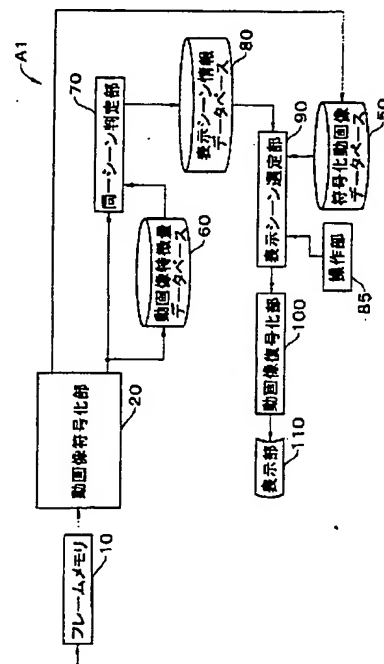 A1
フレームメモリ
10
動画像符号化部
20
同一シーン判定部
70
動画像特徴量
データベース
60
表示シーン情報
データベース
80
表示シーン選定部
90
符号化動画像
データベース
50
操作部
85
動画像復号化部
100
表示部
110